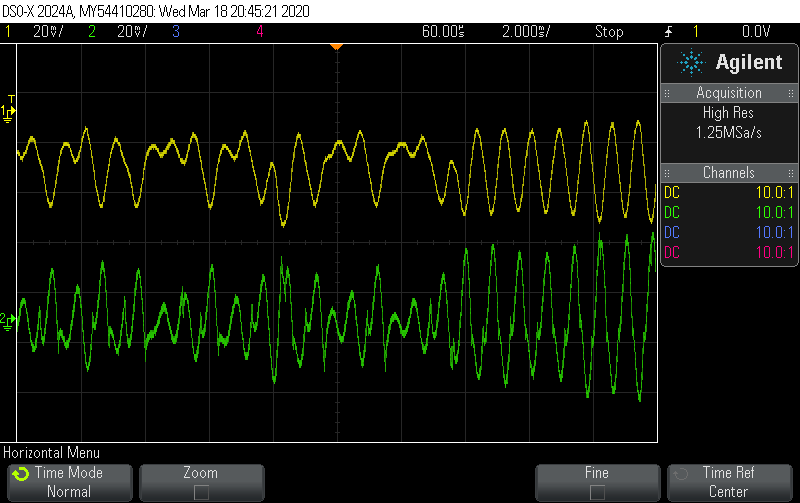 DSO-X 2024A, MY54410280: Wed Mar 18 20:45:21 2020
1 20V/ 2 20V/ 3 4 60.00s 2.000s/ Stop 1 0.0V
Agilent
Acquisition
High Res
1.25MSa/s
Channels
DC 10.0:1
DC 10.0:1
DC 10.0:1
DC 10.0:1
T
1
2
Horizontal Menu
Time Mode
Normal
Zoom
Fine
Time Ref
Center